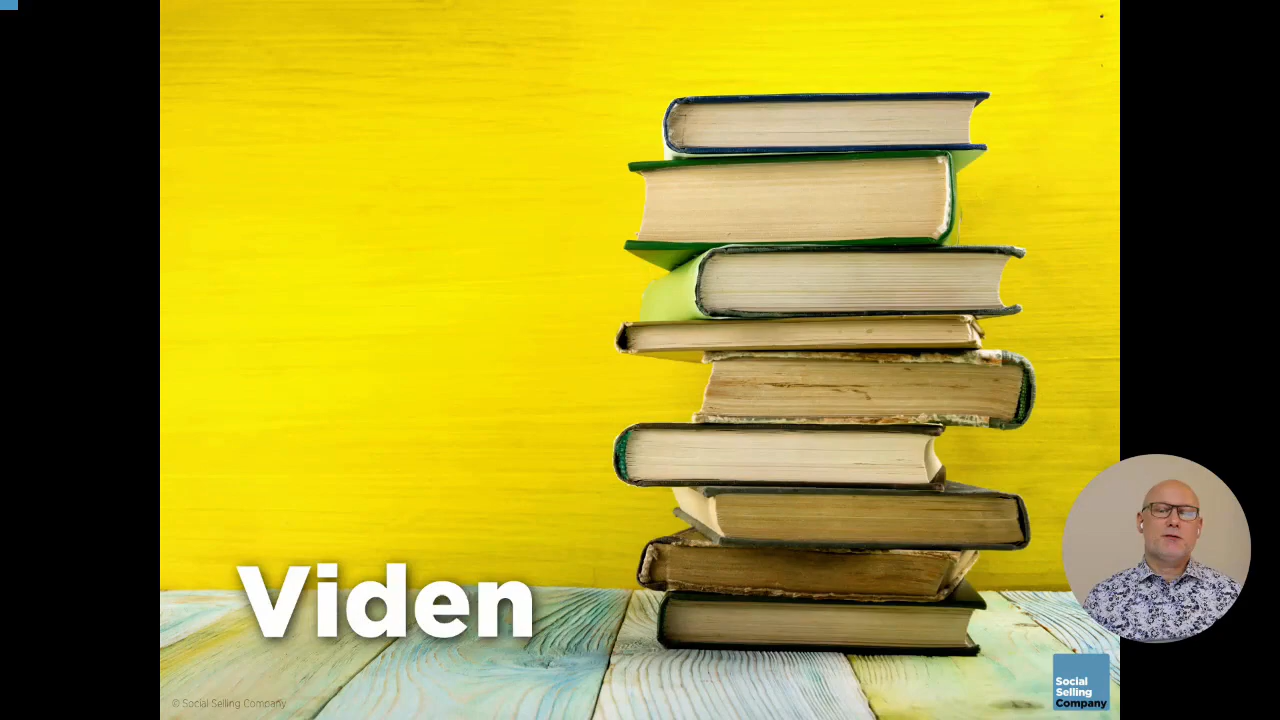 Viden
© Social Selling Company
Social
Selling
Company